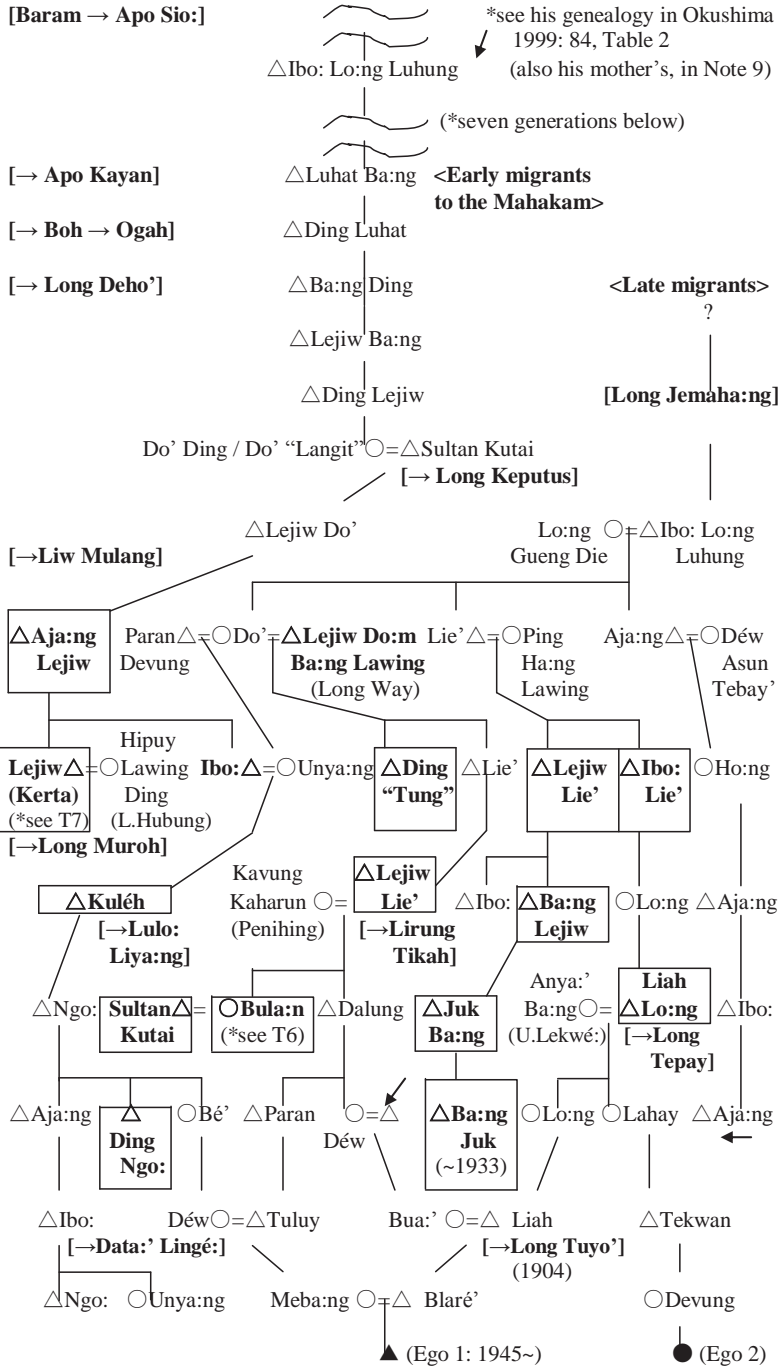 [Baram → Apo Sio:] *see his genealogy in Okushima
1999: 84, Table 2
△Ibo: Lo:ng Luhung (also his mother's, in Note 9)
(*seven generations below)
[→ Apo Kayan] △Luhat Ba:ng <Early migrants
to the Mahakam>
[→ Boh → Ogah] △Ding Luhat
[→ Long Deho'] △Ba:ng Ding <Late migrants>
?
△Lejiw Ba:ng
△Ding Lejiw [Long Jemaha:ng]
Do' Ding / Do' “Langit”○=△Sultan Kutai
[→ Long Keputus]
△Lejiw Do' Lo:ng ○=△Ibo: Lo:ng
[→Liw Mulang] Gueng Die Luhung
△Aja:ng Paran△=○Do'=△Lejiw Do:m Lie' △=○Ping Aja:ng△=○Déw
Lejiw Devung Ba:ng Lawing Ha:ng Asun
(Long Way) Lawing Tebay'
Hipuy
Lejiw △=○Lawing Ibo:△=○Unya:ng △Ding △Lie' △Lejiw △Ibo: ○Ho:ng
(Kerta) Ding “Tung” Lie' Lie'
(*see T7) (L.Hubung)
[→Long Muroh]
Kavung △Lejiw
△Kuléh Kaharun ○= Lie' △Ibo: △Ba:ng ○Lo:ng △Aja:ng
[→Lulo: (Penihing) [→Lirung Lejiw
Liya:ng] Tikah]
Anya:' Liah
△Ngo: Sultan△= ○Bula:n △Dalung △Juk Ba:ng○= △Lo:ng △Ibo:
Kutai (*see T6) Ba:ng (U.Lekwé:) [→Long
Tepay]
△Aja:ng △ ○Bé' △Paran ○=△ △Ba:ng ○Lo:ng ○Lahay △Aja:ng
Ding Déw Juk
Ngo: (~1933)
△Ibo: Déw○=△Tuluy Bua:' ○=△ Liah △Tekwan
[→Data:' Lingé:] [→Long Tuyo']
(1904)
△Ngo: ○Unya:ng Meba:ng ○=△ Blaré' ○Devung
▲ (Ego 1: 1945~) ● (Ego 2)